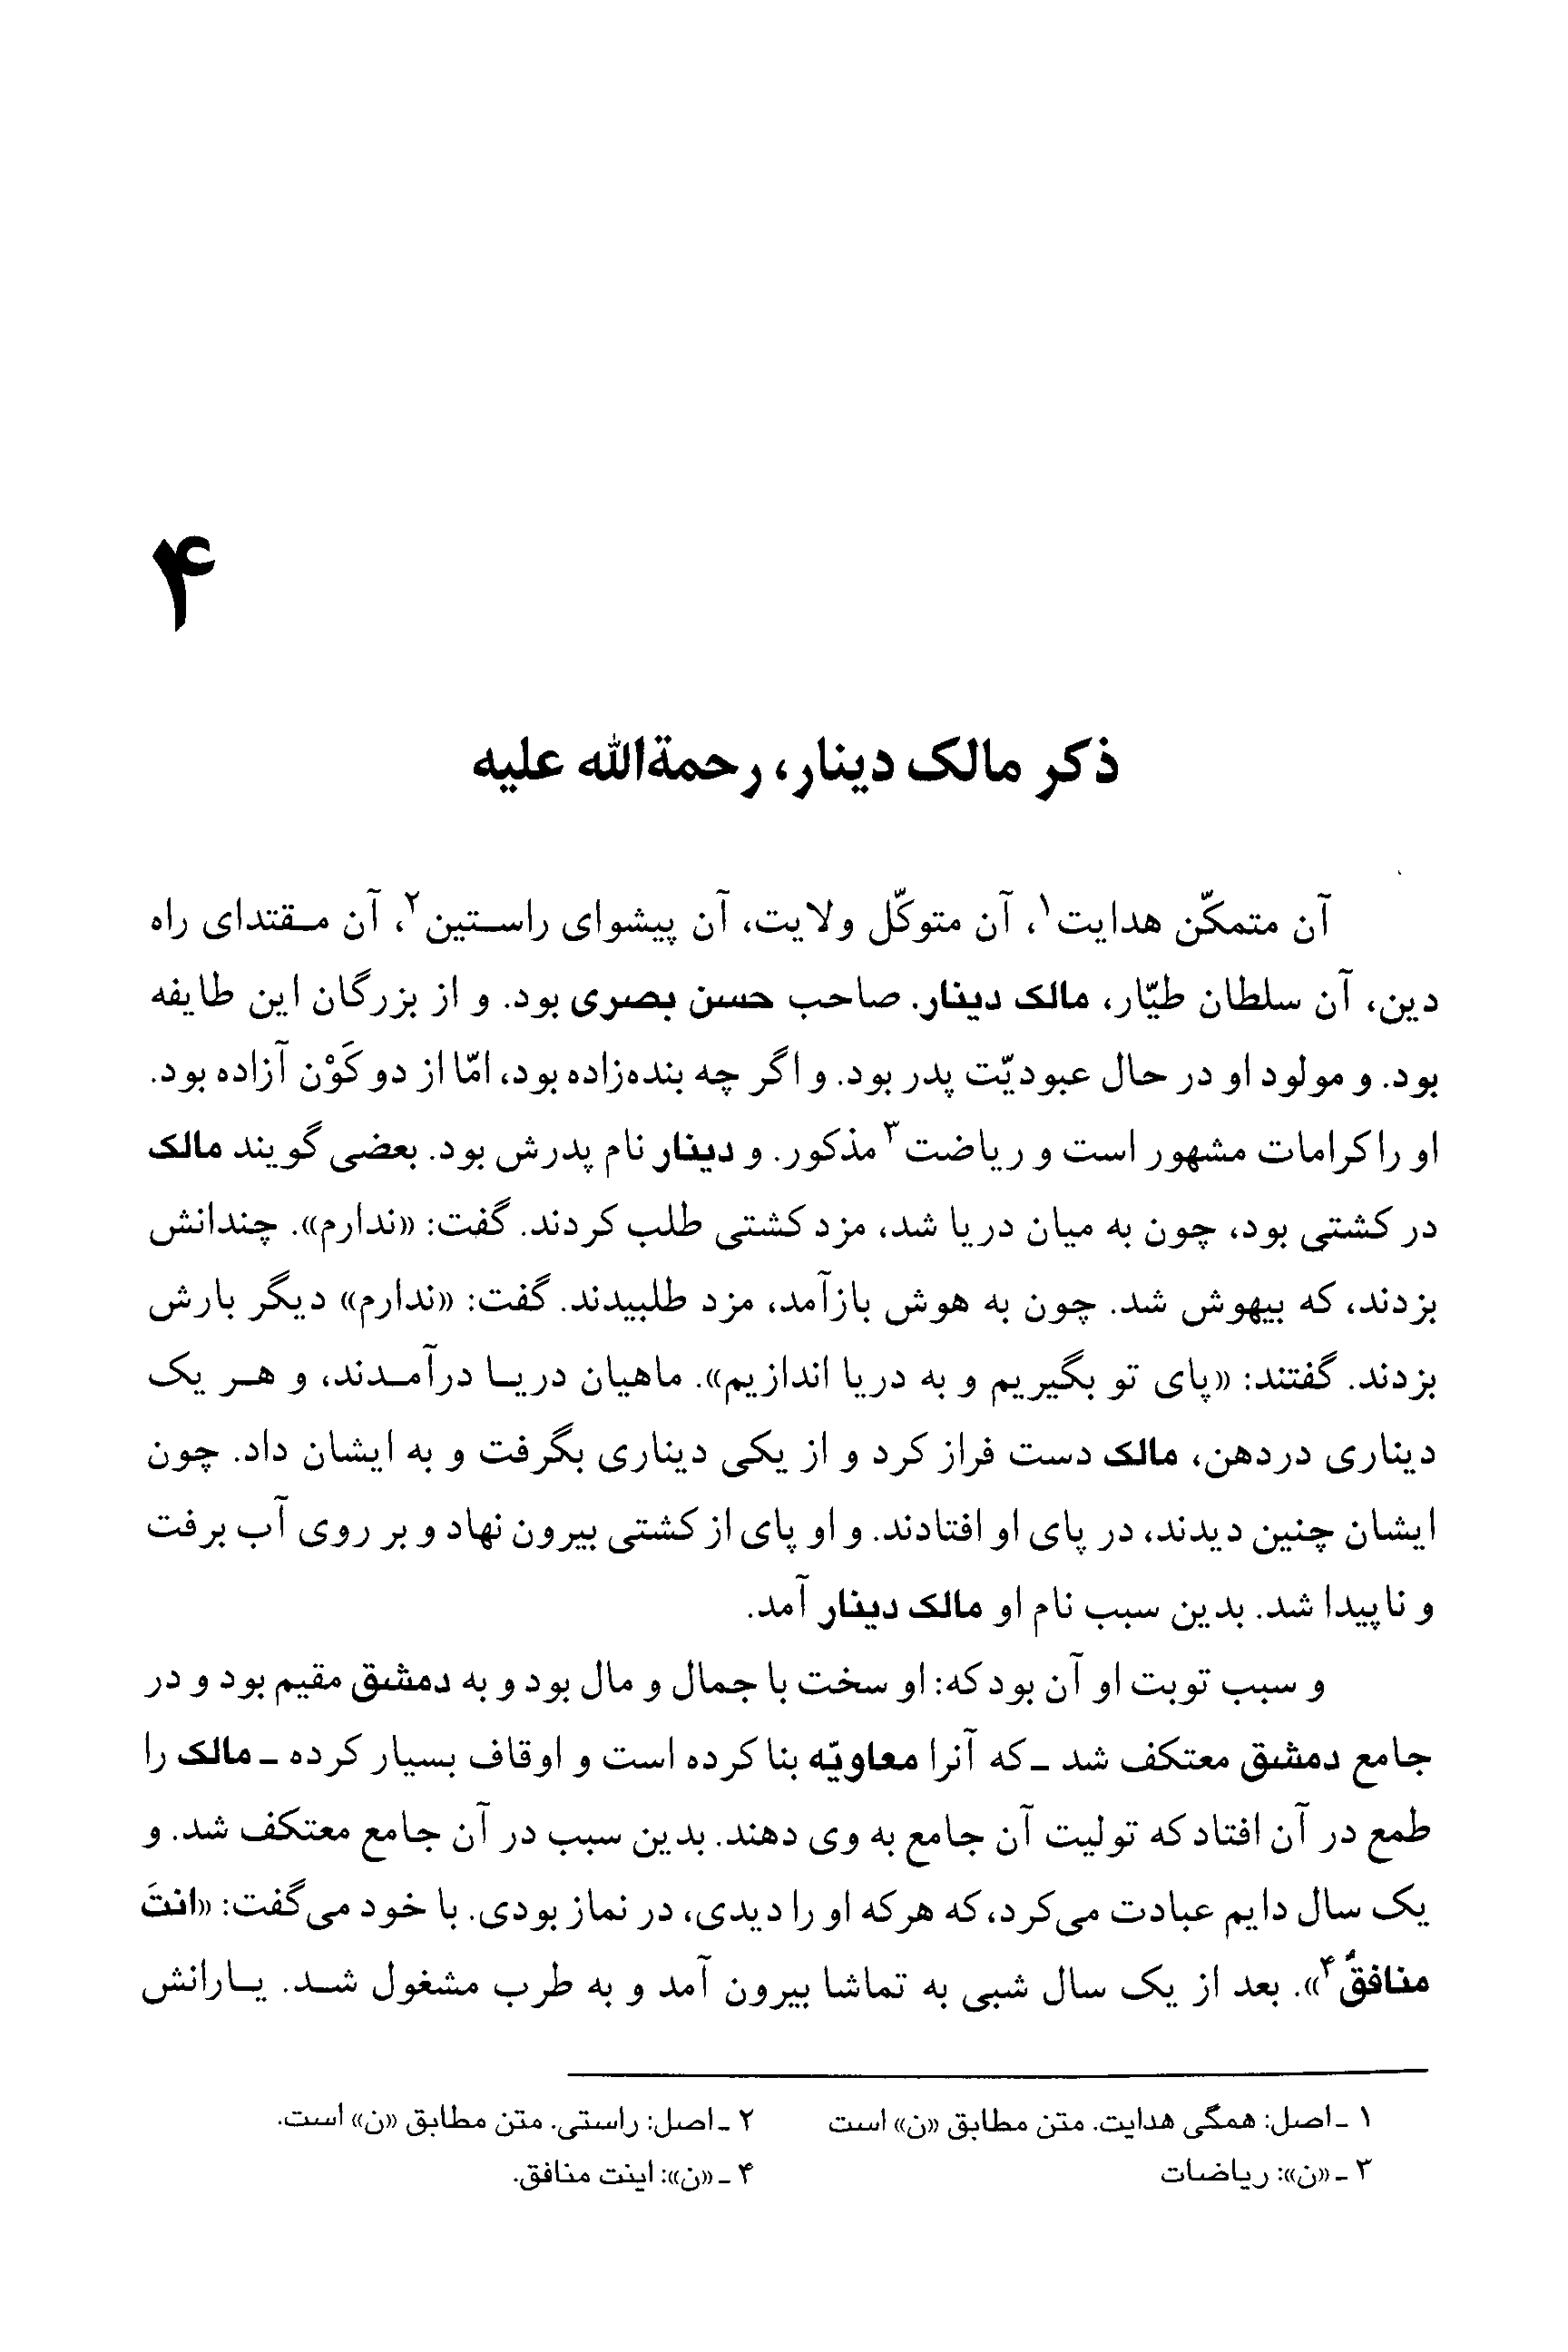 ۴
ذکر مالک دینار، رحمةالله علیه
آن متمکّن هدایت۱، آن متوکّل ولایت، آن پیشوای راستین۲، آن مقتدای راه
دین، آن سلطان طیّار، مالک دینار. صاحب حسن بصری بود. و از بزرگان این طایفه
بود. و مولود او در حال عبودیّت پدر بود. و اگر چه بنده‌زاده بود، امّا از دو کَوْن آزاده بود.
او را کرامات مشهور است و ریاضت۳ مذکور. و دینار نام پدرش بود. بعضی گویند مالک
در کشتی بود، چون به میان دریا شد، مزد کشتی طلب کردند. گفت: «ندارم». چندانش
بزدند، که بیهوش شد. چون به هوش بازآمد، مزد طلبیدند. گفت: «ندارم» دیگر بارش
بزدند. گفتند: «پای تو بگیریم و به دریا اندازیم». ماهیان دریا درآمدند، و هر یک
دیناری دردهن، مالک دست فراز کرد و از یکی دیناری بگرفت و به ایشان داد. چون
ایشان چنین دیدند، در پای او افتادند. و او پای از کشتی بیرون نهاد و بر روی آب برفت
و ناپیدا شد. بدین سبب نام او مالک دینار آمد.
و سبب توبت او آن بود که: او سخت با جمال و مال بود و به دمشق مقیم بود و در
جامع دمشق معتکف شد ـ که آنرا معاویّه بنا کرده است و اوقاف بسیار کرده ـ مالک را
طمع در آن افتاد که تولیت آن جامع به وی دهند. بدین سبب در آن جامع معتکف شد. و
یک سال دایم عبادت می‌کرد، که هرکه او را دیدی، در نماز بودی. با خود می‌گفت: «انتَ
منافقٌ۴». بعد از یک سال شبی به تماشا بیرون آمد و به طرب مشغول شد. یارانش
۱ ـ اصل: همگی هدایت. متن مطابق «ن» است
۲ ـ اصل: راستی. متن مطابق «ن» است.
۳ ـ «ن»: ریاضات
۴ ـ «ن»: اینت منافق.